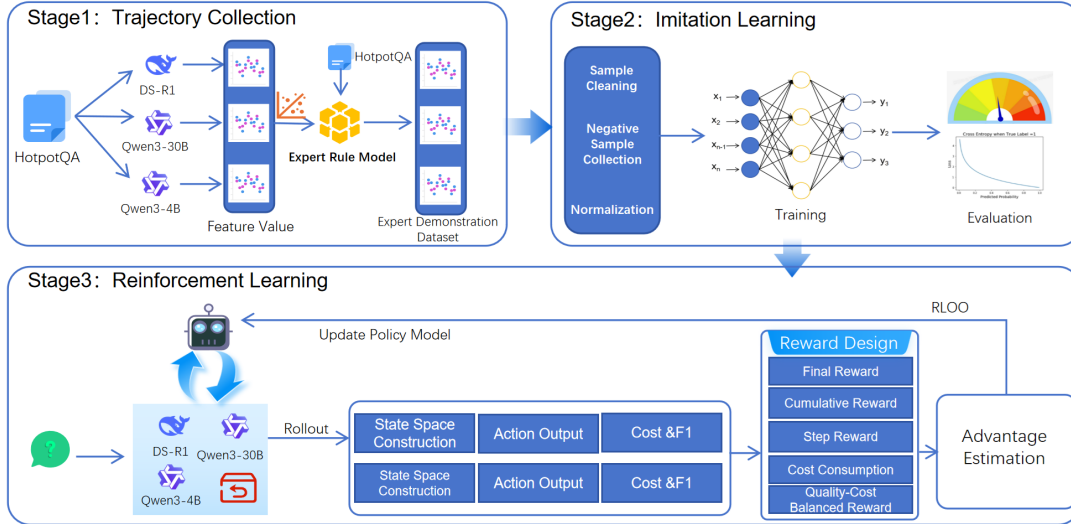 Stage1: Trajectory Collection
HotpotQA
DS-R1
Qwen3-30B
Qwen3-4B
Feature Value
HotpotQA
Expert Rule Model
Expert Demonstration
Dataset
Stage2: Imitation Learning
Sample
Cleaning
Negative
Sample
Collection
Normalization
x1
x2
xn-1
xn
y1
y2
y3
Training
Cross Entropy when True Label =1
Predicted Probability
Evaluation
Stage3: Reinforcement Learning
Update Policy Model
RLOO
DS-R1
Qwen3-30B
Qwen3-4B
?
Rollout
State Space
Construction
Action Output
Cost &F1
State Space
Construction
Action Output
Cost &F1
Reward Design
Final Reward
Cumulative Reward
Step Reward
Cost Consumption
Quality-Cost
Balanced Reward
Advantage
Estimation